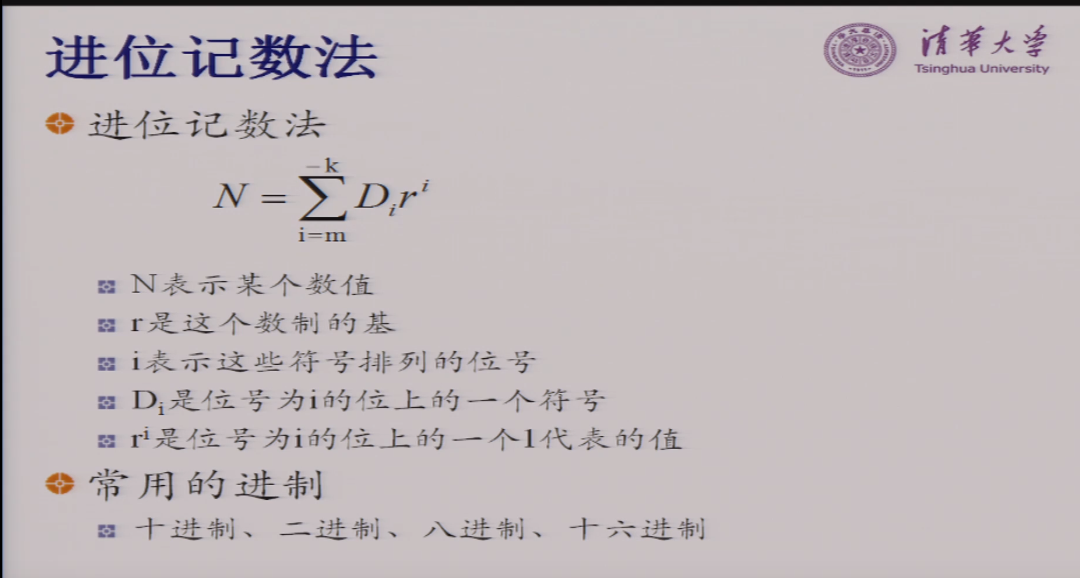 进位记数法
清华大学
Tsinghua University
进位记数法
N = \sum_{i=m}^{-k} D_i r^i
N表示某个数值
r是这个数制的基
i表示这些符号排列的位号
D_i是位号为i的位上的一个符号
r^i是位号为i的位上的一个1代表的值
常用的进制
十进制、二进制、八进制、十六进制